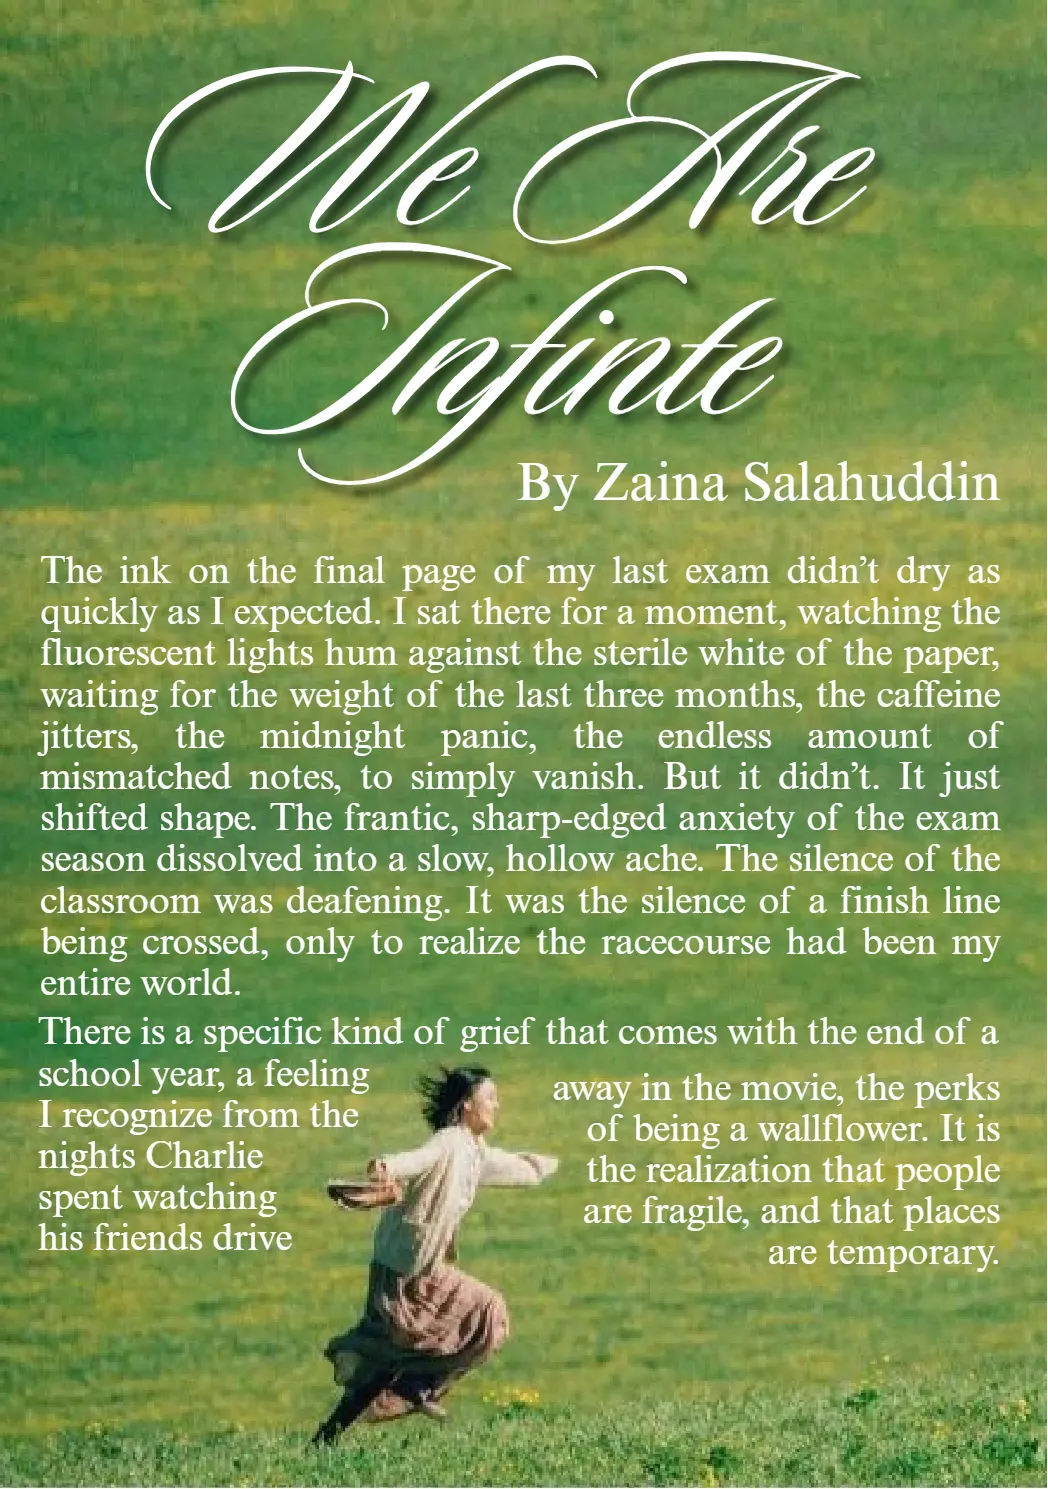 We Are
Infinte
By Zaina Salahuddin
The ink on the final page of my last exam didn’t dry as
quickly as I expected. I sat there for a moment, watching the
fluorescent lights hum against the sterile white of the paper,
waiting for the weight of the last three months, the caffeine
jitters, the midnight panic, the endless amount of
mismatched notes, to simply vanish. But it didn’t. It just
shifted shape. The frantic, sharp-edged anxiety of the exam
season dissolved into a slow, hollow ache. The silence of the
classroom was deafening. It was the silence of a finish line
being crossed, only to realize the racecourse had been my
entire world.
There is a specific kind of grief that comes with the end of a
school year, a feeling
I recognize from the
nights Charlie
spent watching
his friends drive
away in the movie, the perks
of being a wallflower. It is
the realization that people
are fragile, and that places
are temporary.